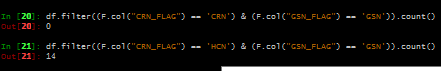 In [20]: df.filter((F.col("CRN_FLAG") == 'CRN') & (F.col("GSN_FLAG") == 'GSN')).count()
Out[20]: 0
In [21]: df.filter((F.col("CRN_FLAG") == 'HCN') & (F.col("GSN_FLAG") == 'GSN')).count()
Out[21]: 14